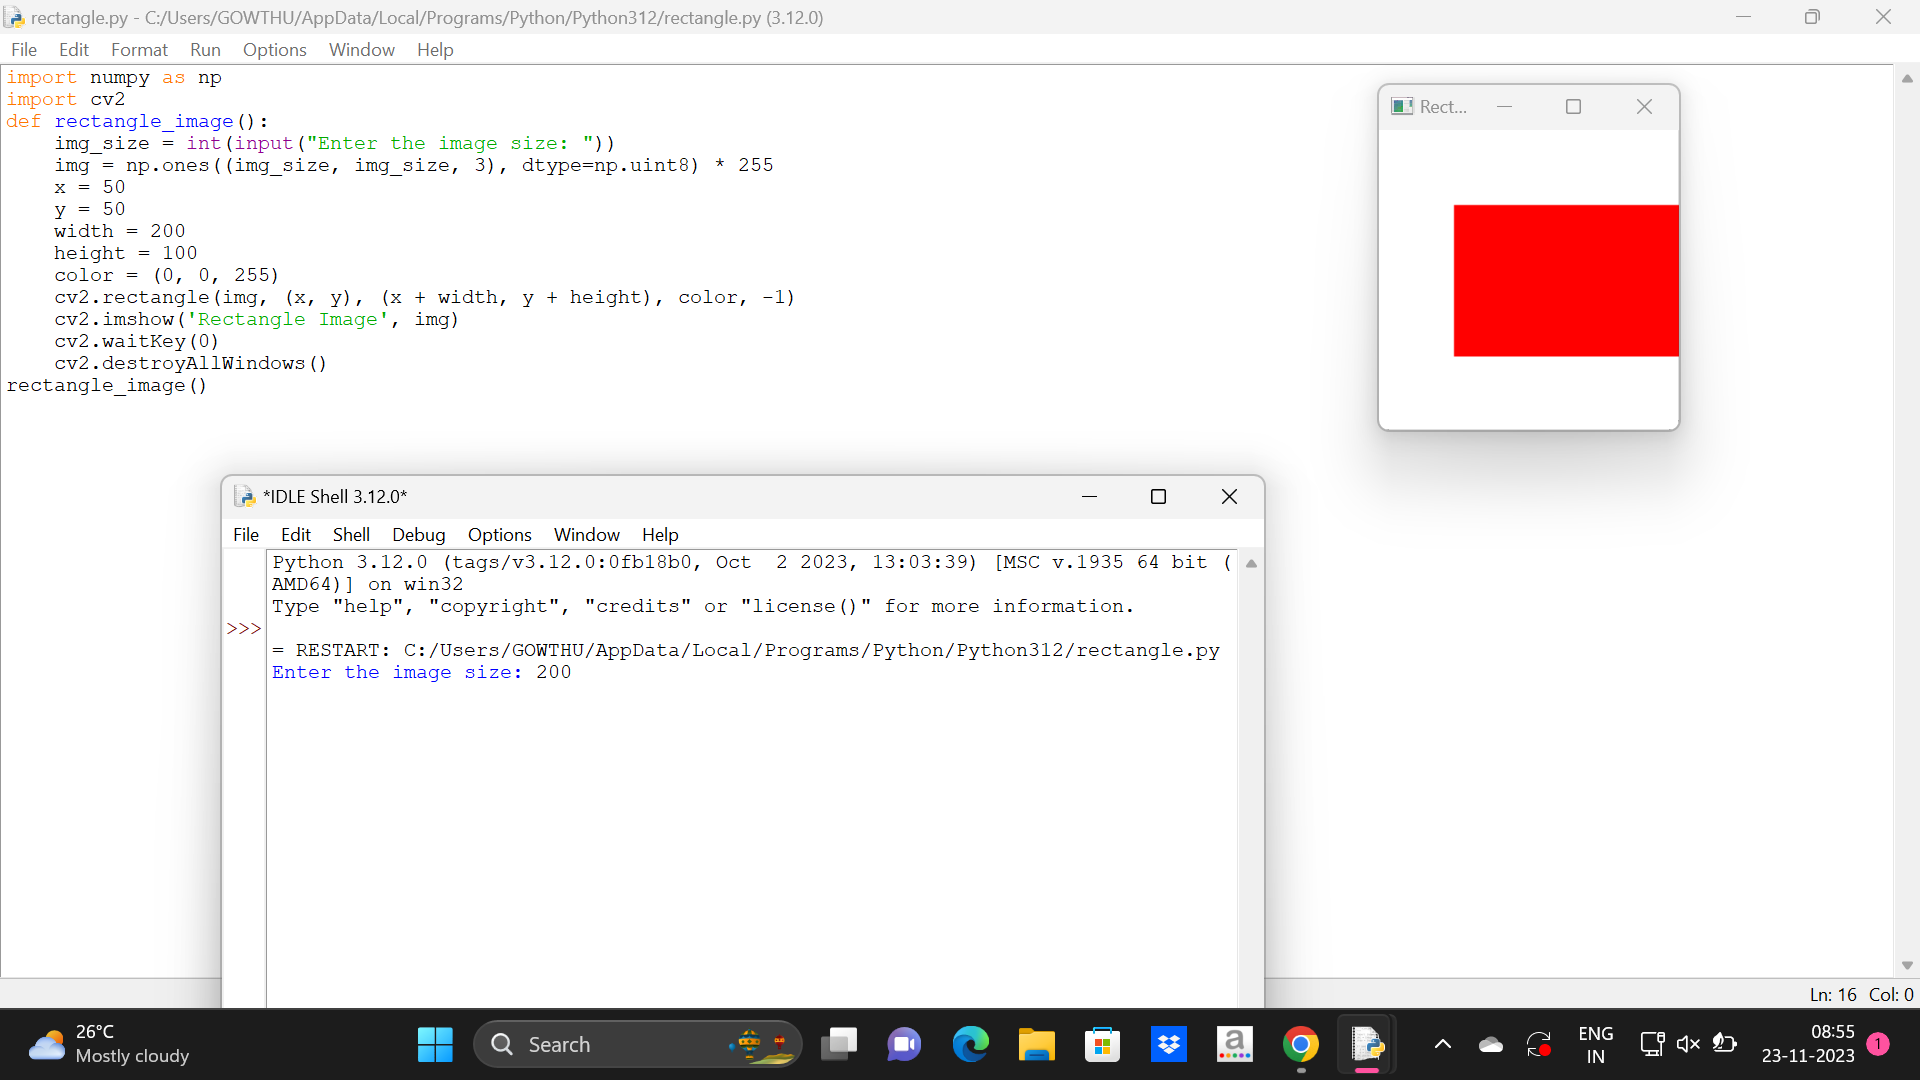 rectangle.py - C:/Users/GOWTHU/AppData/Local/Programs/Python/Python312/rectangle.py (3.12.0)
File Edit Format Run Options Window Help
import numpy as np
import cv2
def rectangle_image():
    img_size = int(input("Enter the image size: "))
    img = np.ones((img_size, img_size, 3), dtype=np.uint8) * 255
    x = 50
    y = 50
    width = 200
    height = 100
    color = (0, 0, 255)
    cv2.rectangle(img, (x, y), (x + width, y + height), color, -1)
    cv2.imshow('Rectangle Image', img)
    cv2.waitKey(0)
    cv2.destroyAllWindows()
rectangle_image()
Rect...
*IDLE Shell 3.12.0*
File Edit Shell Debug Options Window Help
Python 3.12.0 (tags/v3.12.0:0fb18b0, Oct  2 2023, 13:03:39) [MSC v.1935 64 bit (
AMD64)] on win32
Type "help", "copyright", "credits" or "license()" for more information.
>>>
= RESTART: C:/Users/GOWTHU/AppData/Local/Programs/Python/Python312/rectangle.py
Enter the image size: 200
Ln: 16 Col: 0
26°C
Mostly cloudy
Search
a
ENG
IN
08:55
23-11-2023
1